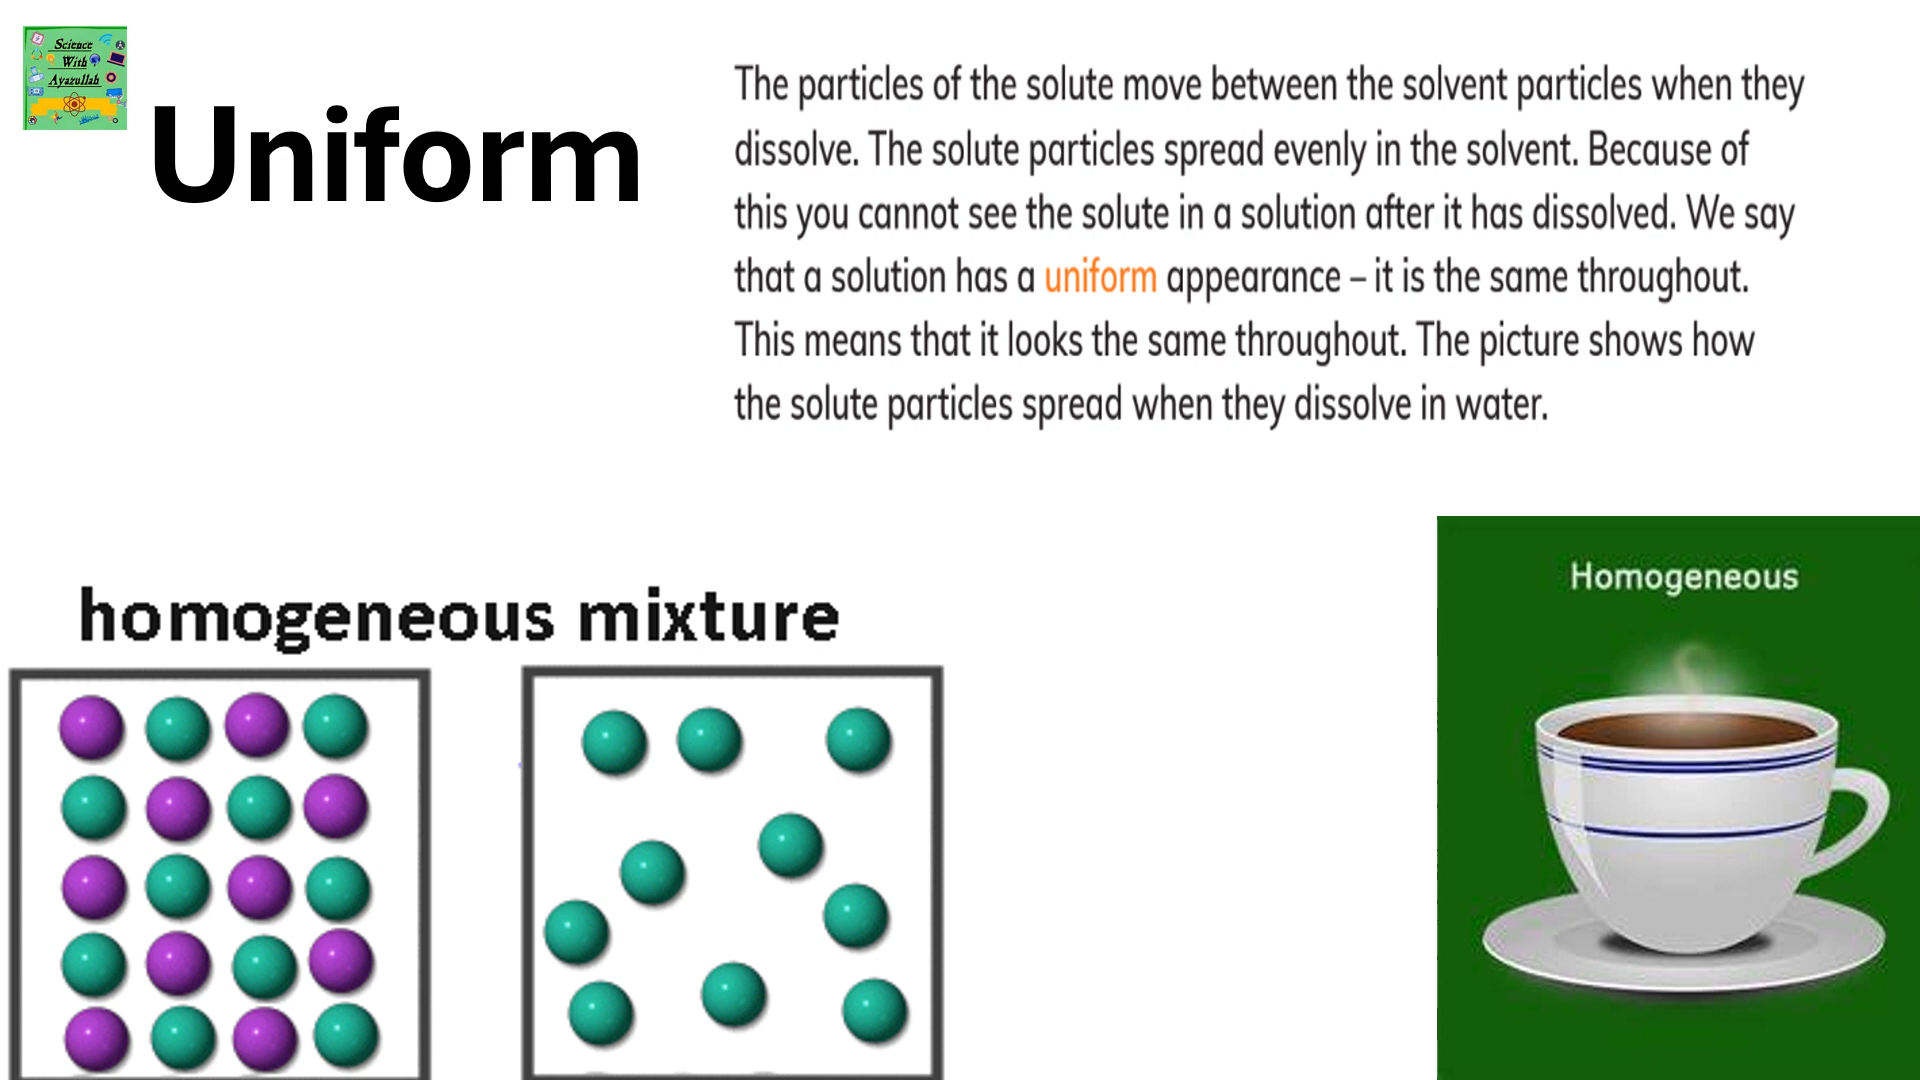 Science
With
Ayazullah
Uniform
The particles of the solute move between the solvent particles when they
dissolve. The solute particles spread evenly in the solvent. Because of
this you cannot see the solute in a solution after it has dissolved. We say
that a solution has a uniform appearance – it is the same throughout.
This means that it looks the same throughout. The picture shows how
the solute particles spread when they dissolve in water.
homogeneous mixture
Homogeneous